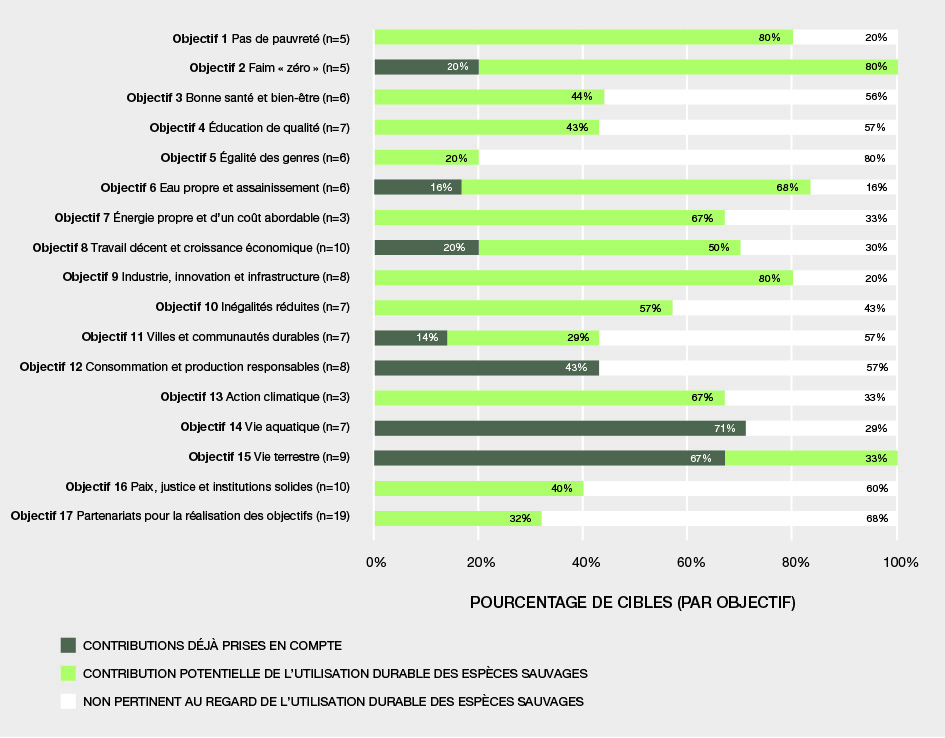 Objectif 1 Pas de pauvreté (n=5) 80% 20%
Objectif 2 Faim « zéro » (n=5) 20% 80%
Objectif 3 Bonne santé et bien-être (n=6) 44% 56%
Objectif 4 Éducation de qualité (n=7) 43% 57%
Objectif 5 Égalité des genres (n=6) 20% 80%
Objectif 6 Eau propre et assainissement (n=6) 16% 68% 16%
Objectif 7 Énergie propre et d'un coût abordable (n=3) 67% 33%
Objectif 8 Travail décent et croissance économique (n=10) 20% 50% 30%
Objectif 9 Industrie, innovation et infrastructure (n=8) 80% 20%
Objectif 10 Inégalités réduites (n=7) 57% 43%
Objectif 11 Villes et communautés durables (n=7) 14% 29% 57%
Objectif 12 Consommation et production responsables (n=8) 43% 57%
Objectif 13 Action climatique (n=3) 67% 33%
Objectif 14 Vie aquatique (n=7) 71% 29%
Objectif 15 Vie terrestre (n=9) 67% 33%
Objectif 16 Paix, justice et institutions solides (n=10) 40% 60%
Objectif 17 Partenariats pour la réalisation des objectifs (n=19) 32% 68%
0% 20% 40% 60% 80% 100%
POURCENTAGE DE CIBLES (PAR OBJECTIF)
CONTRIBUTIONS DÉJÀ PRISES EN COMPTE
CONTRIBUTION POTENTIELLE DE L'UTILISATION DURABLE DES ESPÈCES SAUVAGES
NON PERTINENT AU REGARD DE L'UTILISATION DURABLE DES ESPÈCES SAUVAGES